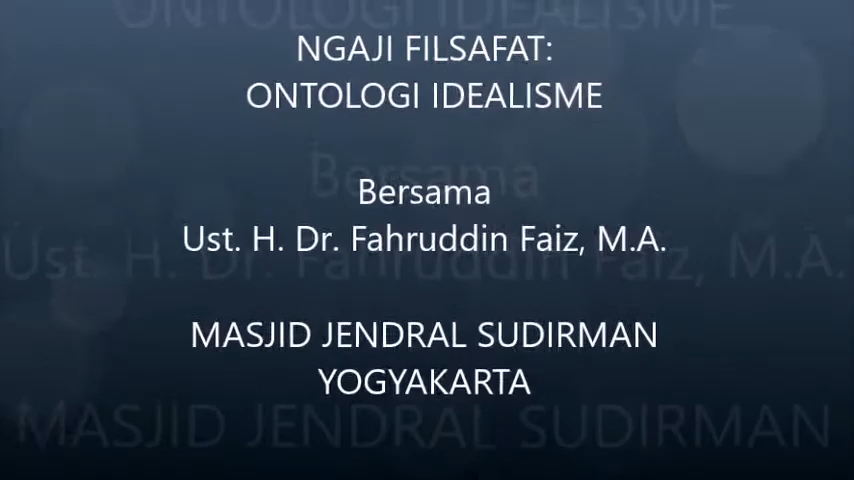 NGAJI FILSAFAT:
ONTOLOGI IDEALISME
Bersama
Ust. H. Dr. Fahruddin Faiz, M.A.
MASJID JENDRAL SUDIRMAN
YOGYAKARTA